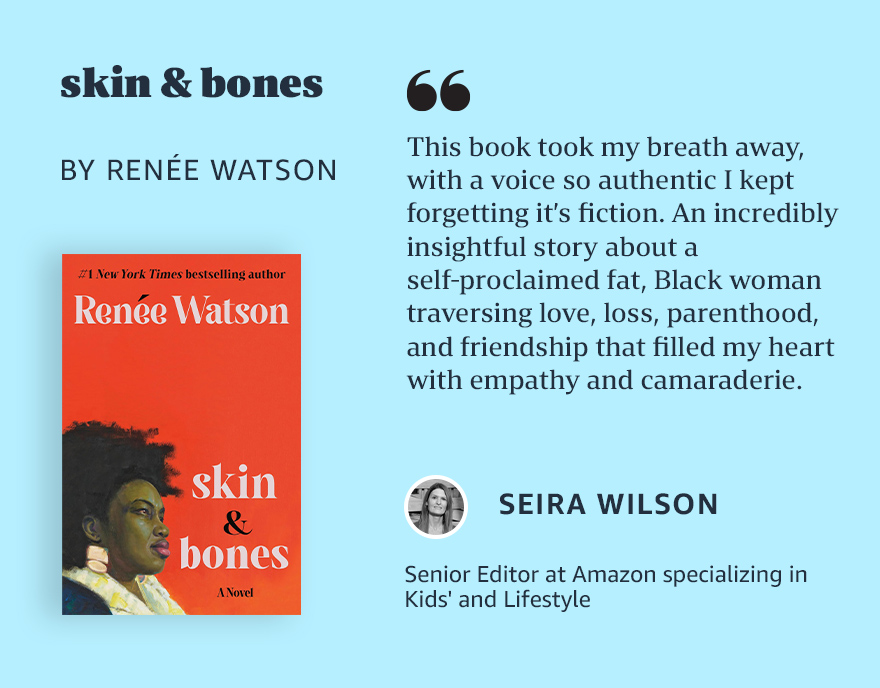 skin & bones
BY RENÉE WATSON
#1 New York Times bestselling author
Renée Watson
skin
&
bones
A Novel
This book took my breath away,
with a voice so authentic I kept
forgetting it's fiction. An incredibly
insightful story about a
self-proclaimed fat, Black woman
traversing love, loss, parenthood,
and friendship that filled my heart
with empathy and camaraderie.
SEIRA WILSON
Senior Editor at Amazon specializing in
Kids' and Lifestyle